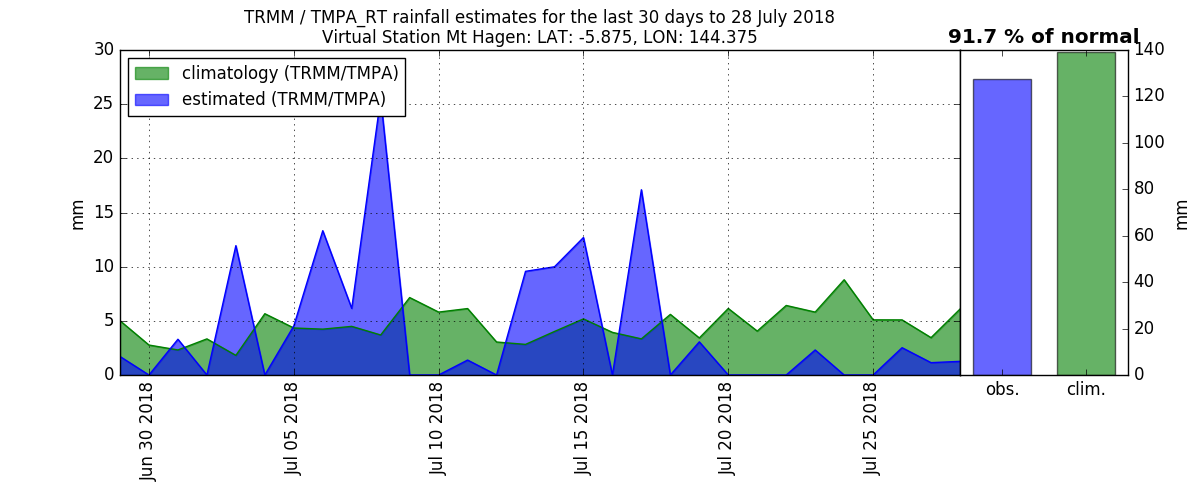 TRMM / TMPA_RT rainfall estimates for the last 30 days to 28 July 2018
Virtual Station Mt Hagen: LAT: -5.875, LON: 144.375
91.7 % of normal
climatology (TRMM/TMPA)
estimated (TRMM/TMPA)
30
25
20
15
10
5
0
mm
Jun 30 2018
Jul 05 2018
Jul 10 2018
Jul 15 2018
Jul 20 2018
Jul 25 2018
obs.
clim.
140
120
100
80
60
40
20
0
mm